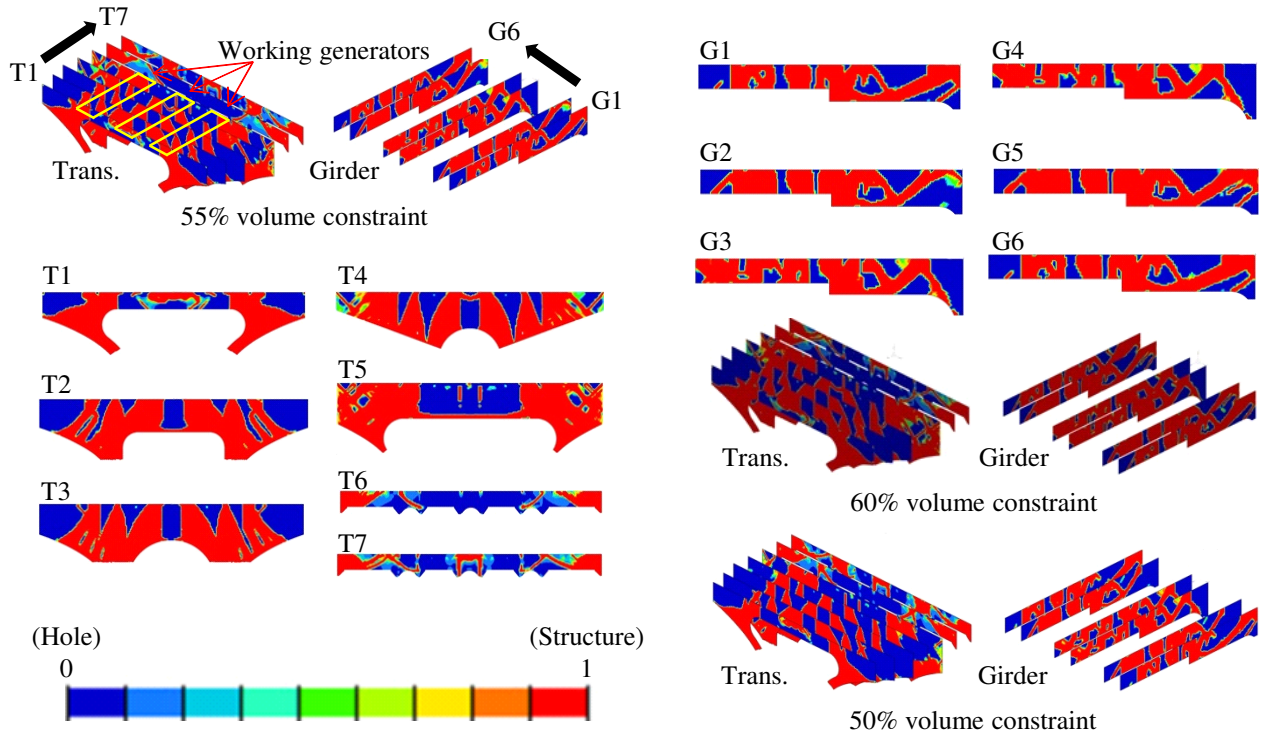 T7
Working generators
T1
G6
G1
Trans.
Girder
55% volume constraint
T1
T4
T2
T5
T3
T6
T7
(Hole)
(Structure)
0
1
G1
G4
G2
G5
G3
G6
Trans.
Girder
60% volume constraint
Trans.
Girder
50% volume constraint